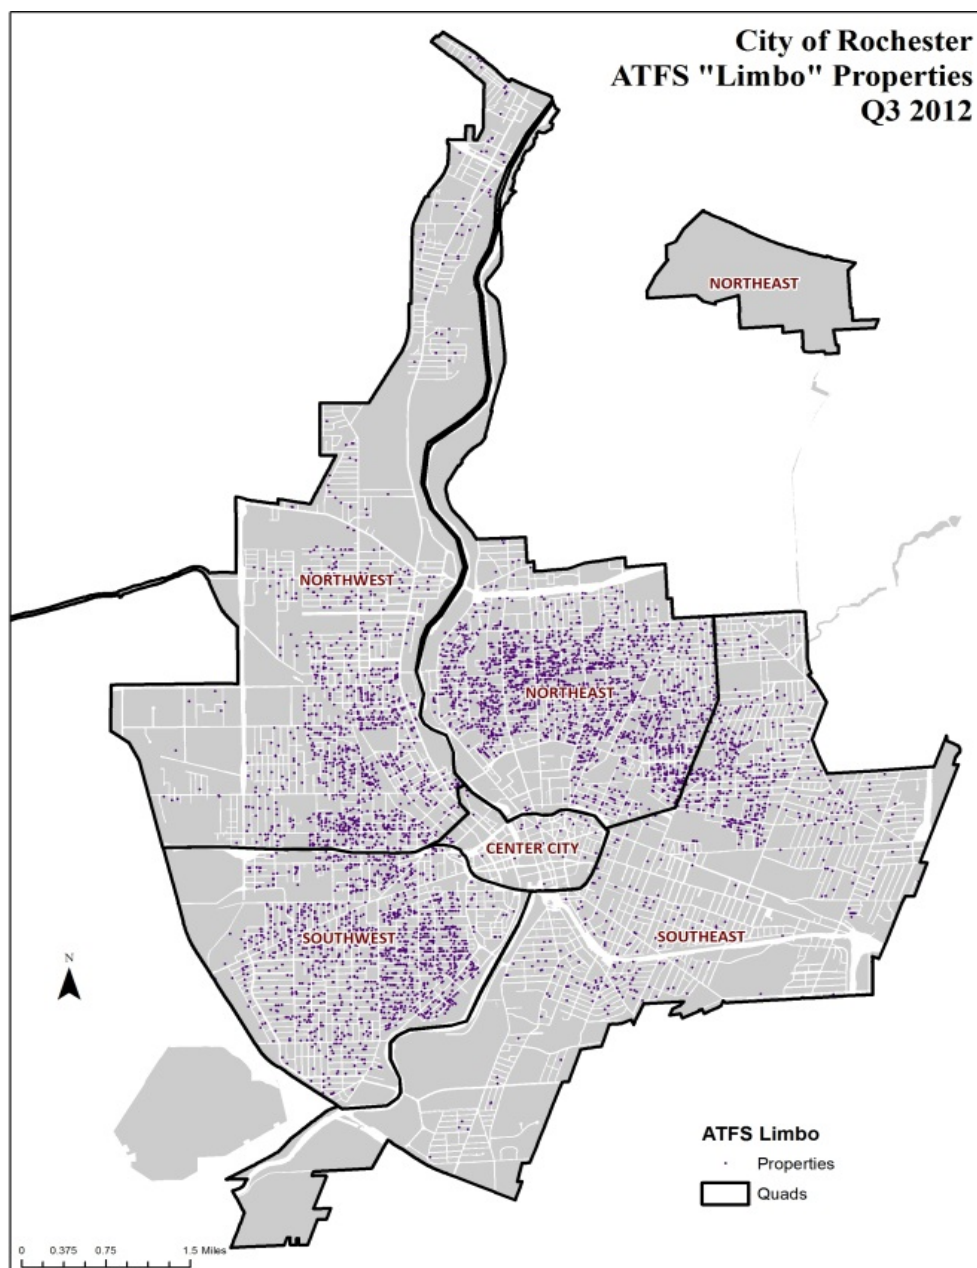 City of Rochester
ATFS "Limbo" Properties
Q3 2012
NORTHEAST
NORTHWEST
NORTHEAST
CENTER CITY
SOUTHWEST
SOUTHEAST
N
ATFS Limbo
Properties
Quads
0 0.375 0.75 1.5 Miles